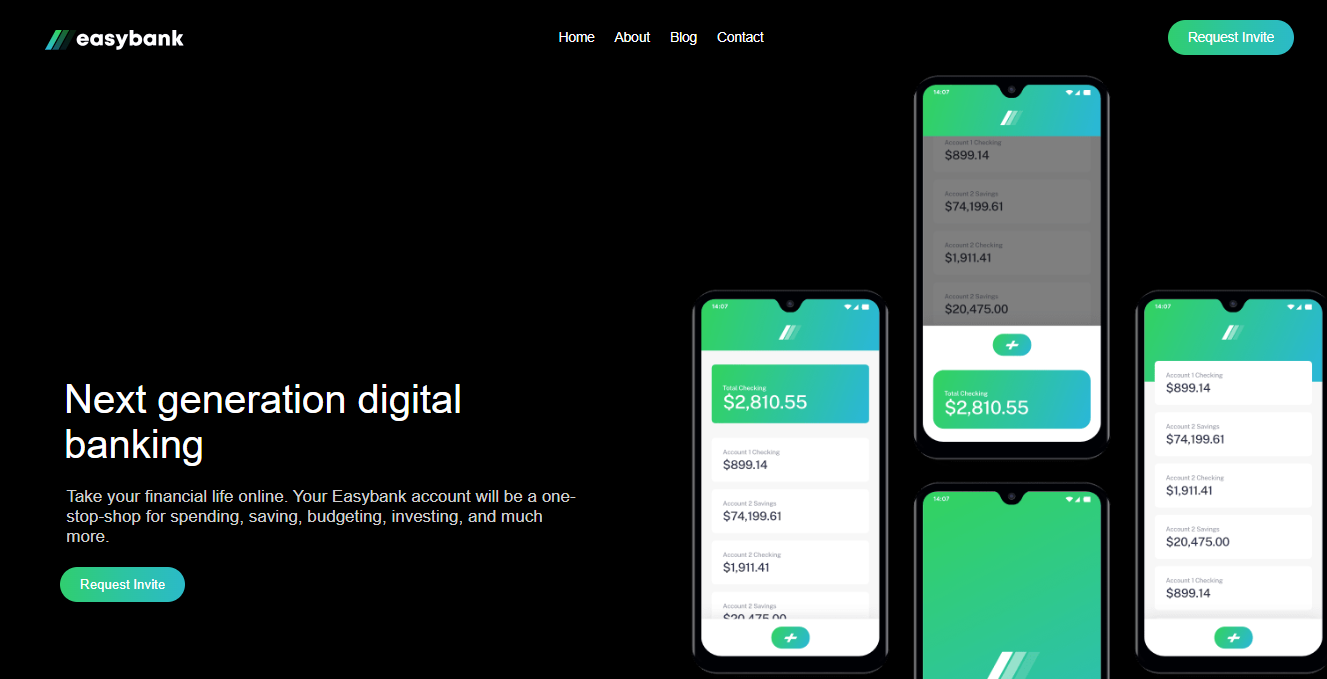 easybank
Home About Blog Contact
Request Invite
Next generation digital
banking
Take your financial life online. Your Easybank account will be a one-
stop-shop for spending, saving, budgeting, investing, and much
more.
Request Invite
14:07
Total Checking
$2,810.55
Account 1 Checking
$899.14
Account 2 Savings
$74,199.61
Account 2 Checking
$1,911.41
Account 2 Savings
$20,475.00
14:07
Account 1 Checking
$899.14
Account 2 Savings
$74,199.61
Account 2 Checking
$1,911.41
Account 2 Savings
$20,475.00
Total Checking
$2,810.55
14:07
14:07
Account 1 Checking
$899.14
Account 2 Savings
$74,199.61
Account 2 Checking
$1,911.41
Account 2 Savings
$20,475.00
Account 1 Checking
$899.14